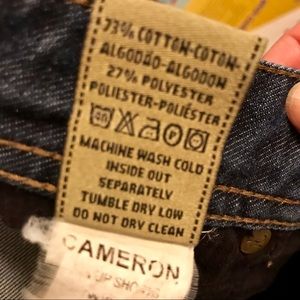 73% COTTON-COTON-
ALGODÃO-ALGODON
27% POLYESTER
POLIESTER-POLIÉSTER
MACHINE WASH COLD
INSIDE OUT
SEPARATELY
TUMBLE DRY LOW
DO NOT DRY CLEAN
CAMERON